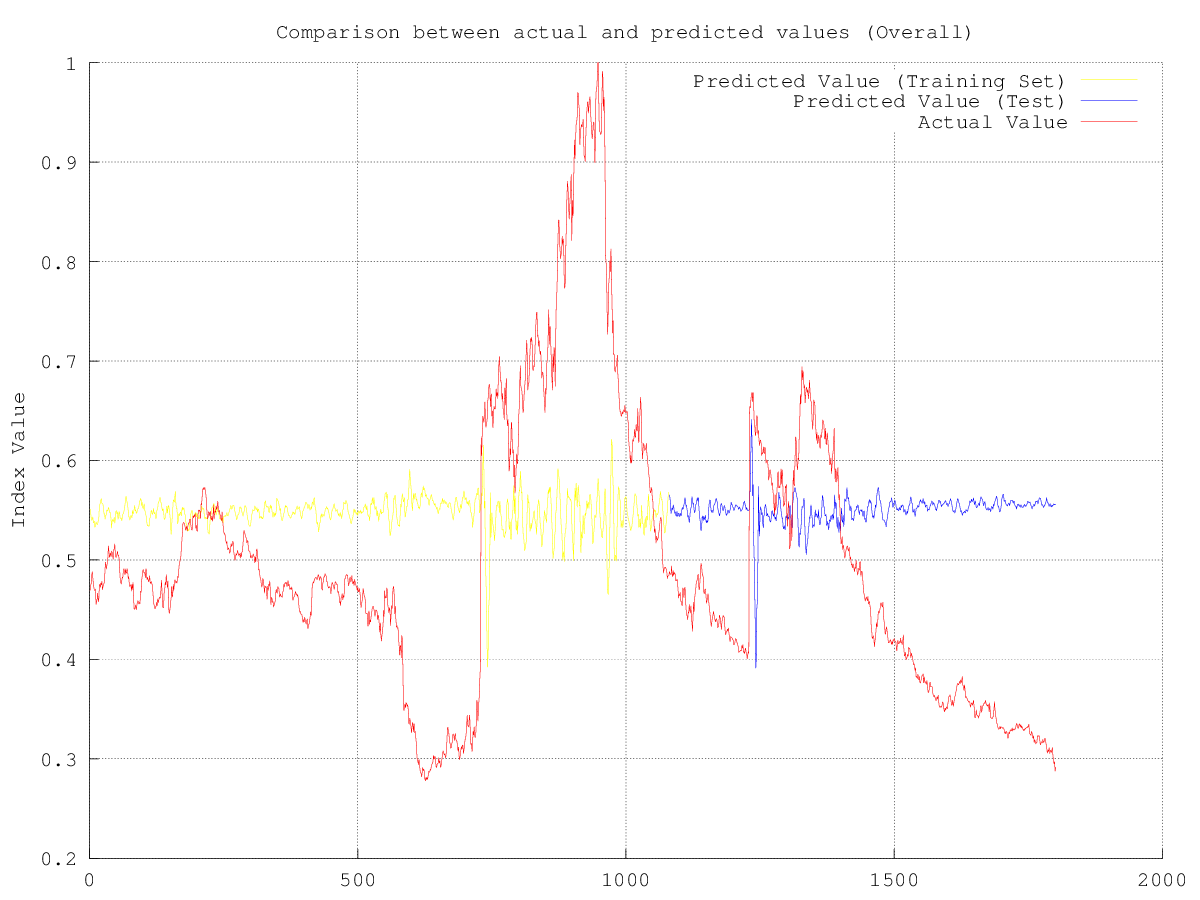 Comparison between actual and predicted values (Overall)
Predicted Value (Training Set)
Predicted Value (Test)
Actual Value
Index Value
1
0.9
0.8
0.7
0.6
0.5
0.4
0.3
0.2
0 500 1000 1500 2000